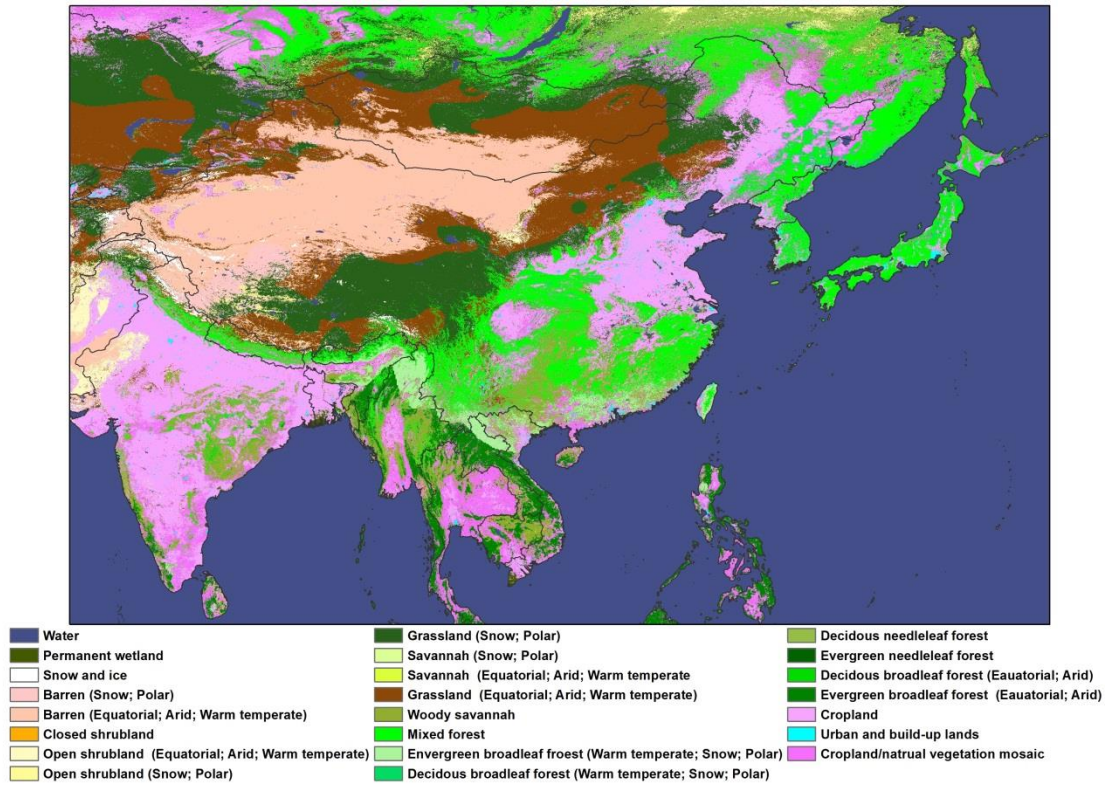 Water
Permanent wetland
Snow and ice
Barren (Snow; Polar)
Barren (Equatorial; Arid; Warm temperate)
Closed shrubland
Open shrubland (Equatorial; Arid; Warm temperate)
Open shrubland (Snow; Polar)
Grassland (Snow; Polar)
Savannah (Snow; Polar)
Savannah (Equatorial; Arid; Warm temperate
Grassland (Equatorial; Arid; Warm temperate)
Woody savannah
Mixed forest
Envergreen broadleaf froest (Warm temperate; Snow; Polar)
Decidous broadleaf forest (Warm temperate; Snow; Polar)
Decidous needleleaf forest
Evergreen needleleaf forest
Decidous broadleaf forest (Eauatorial; Arid)
Evergreen broadleaf forest (Eauatorial; Arid)
Cropland
Urban and build-up lands
Cropland/natrual vegetation mosaic